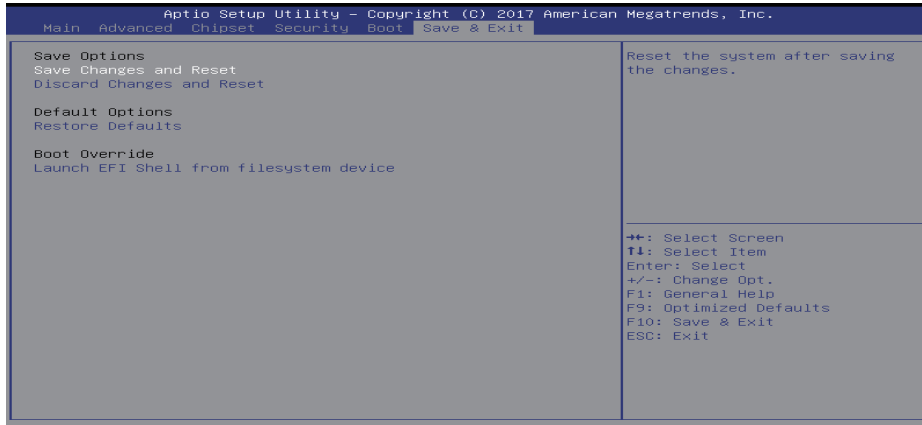 Aptio Setup Utility – Copyright (C) 2017 American Megatrends, Inc.
Main Advanced Chipset Security Boot Save & Exit
Save Options
Save Changes and Reset
Discard Changes and Reset
Default Options
Restore Defaults
Boot Override
Launch EFI Shell from filesystem device
Reset the system after saving
the changes.
→←: Select Screen
↑↓: Select Item
Enter: Select
+/-: Change Opt.
F1: General Help
F9: Optimized Defaults
F10: Save & Exit
ESC: Exit